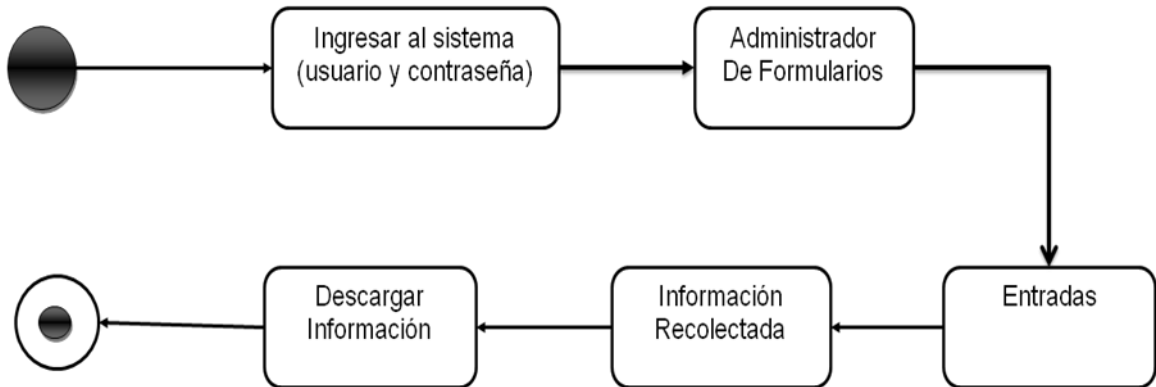 Ingresar al sistema
(usuario y contraseña)
Administrador
De Formularios
Entradas
Información
Recolectada
Descargar
Información